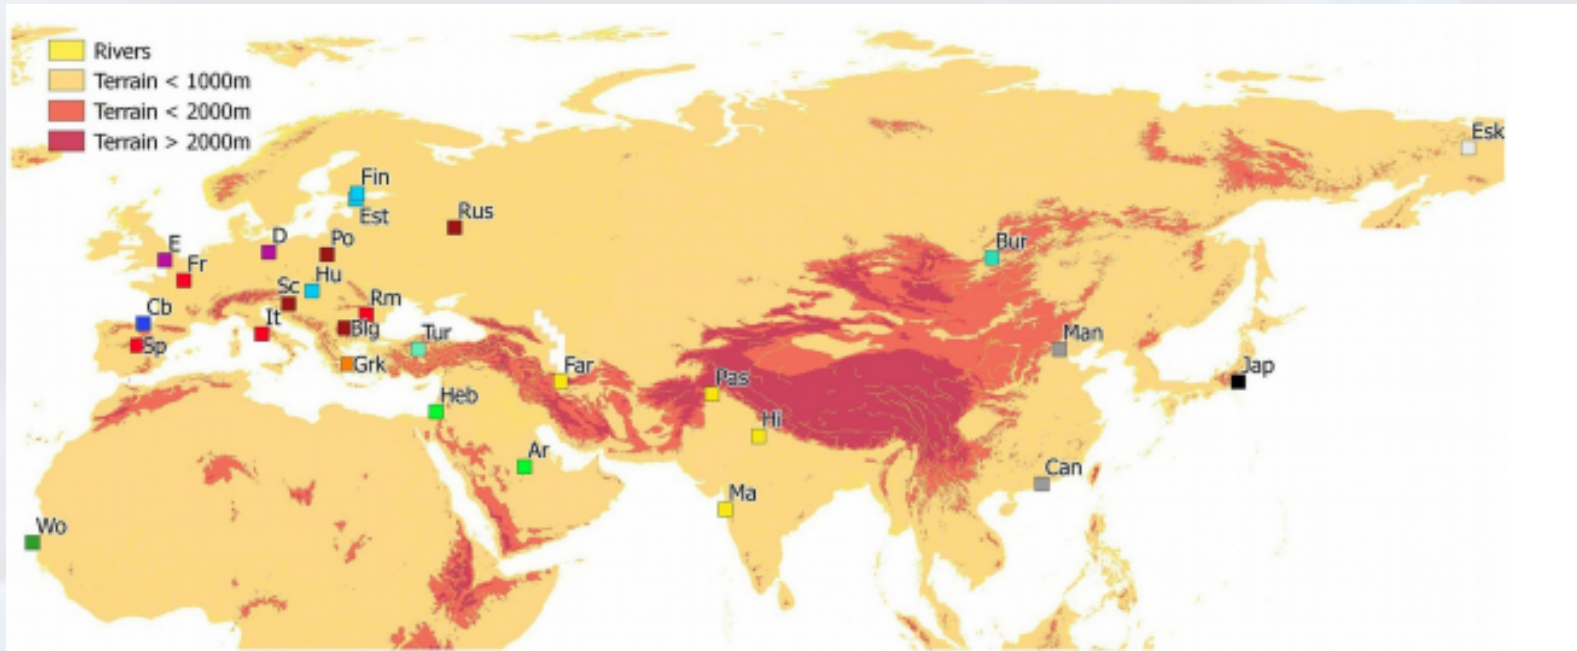 Rivers
Terrain < 1000m
Terrain < 2000m
Terrain > 2000m
Esk
Fin
Est
Rus
E
D
Po
Fr
Bur
Hu
Sc
Cb
Rm
It
Blg
Tur
Man
Sp
Grk
Far
Jap
Pas
Heb
Hi
Ar
Can
Ma
Wo